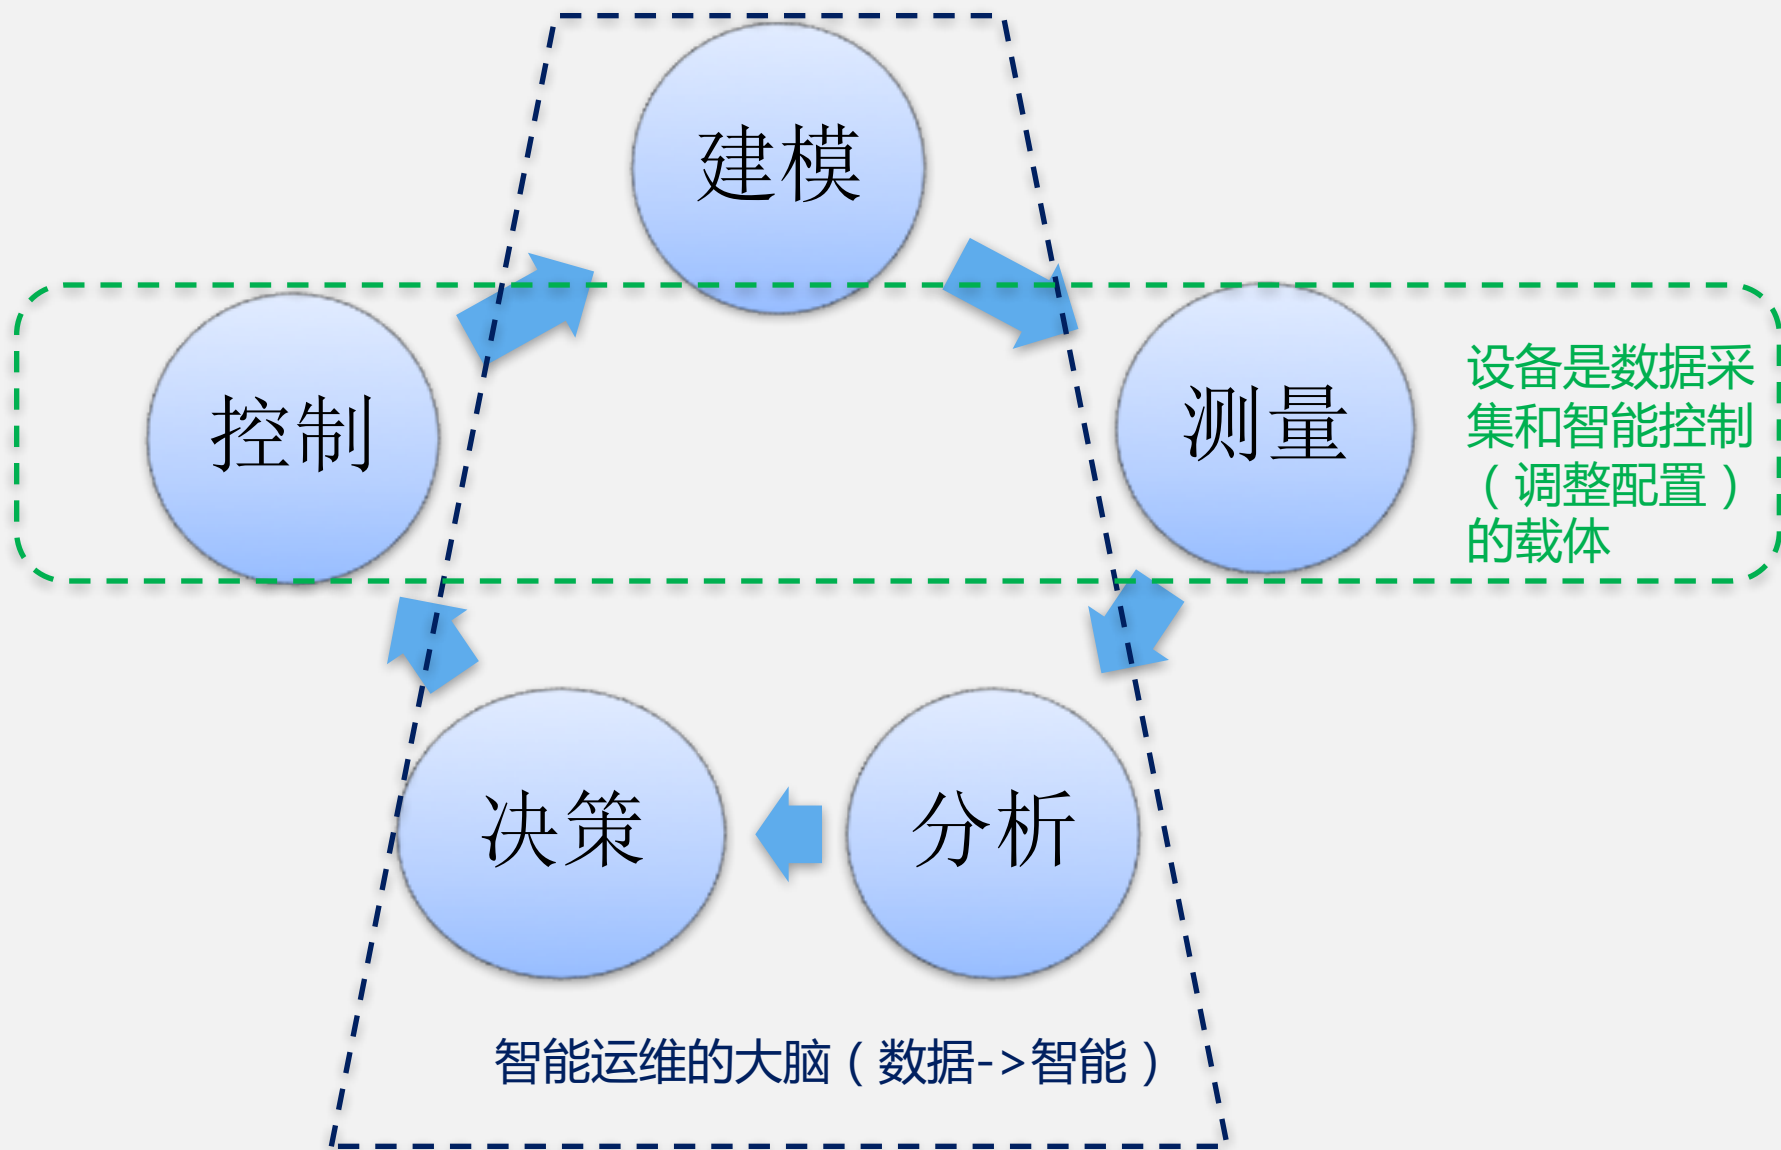 建模
控制
测量
设备是数据采
集和智能控制
（调整配置）
的载体
决策
分析
智能运维的大脑（数据->智能）